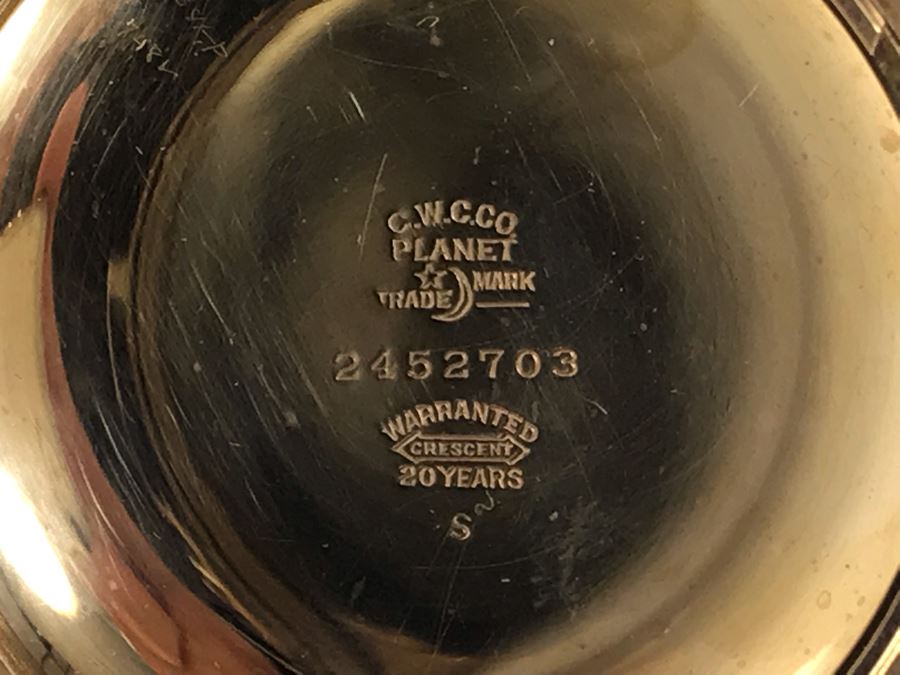 C.W.C.CO
PLANET
TRADE MARK
2452703
WARRANTED
CRESCENT
20 YEARS
S